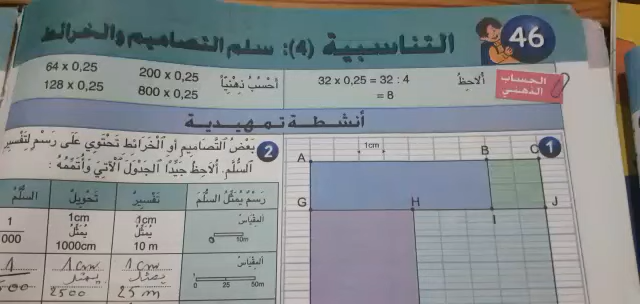 46
التناسبية (4): سلم التصاميم والخرائط
الحساب الذهني
ألاحظ
32 x 0,25 = 32 : 4
= 8
أحسب ذهنيا
200 x 0,25
64 x 0,25
800 x 0,25
128 x 0,25
أنشطة تمهيدية
1
1cm
A
B
G
H
I
J
2
بعض التصاميم أو الخرائط تحتوي على رسم لتفسير
السلم. ألاحظ جيدا الجدول الآتي وأتممه:
رسم يمثل السلم
تفسير
تحويل
السلم
المقياس
0
10m
1cm
يمثل
10 m
1cm
يمثل
1000cm
1
000
المقياس
0
25
50m
1cm
يمثل
25 m
1cm
يمثل
2500
1